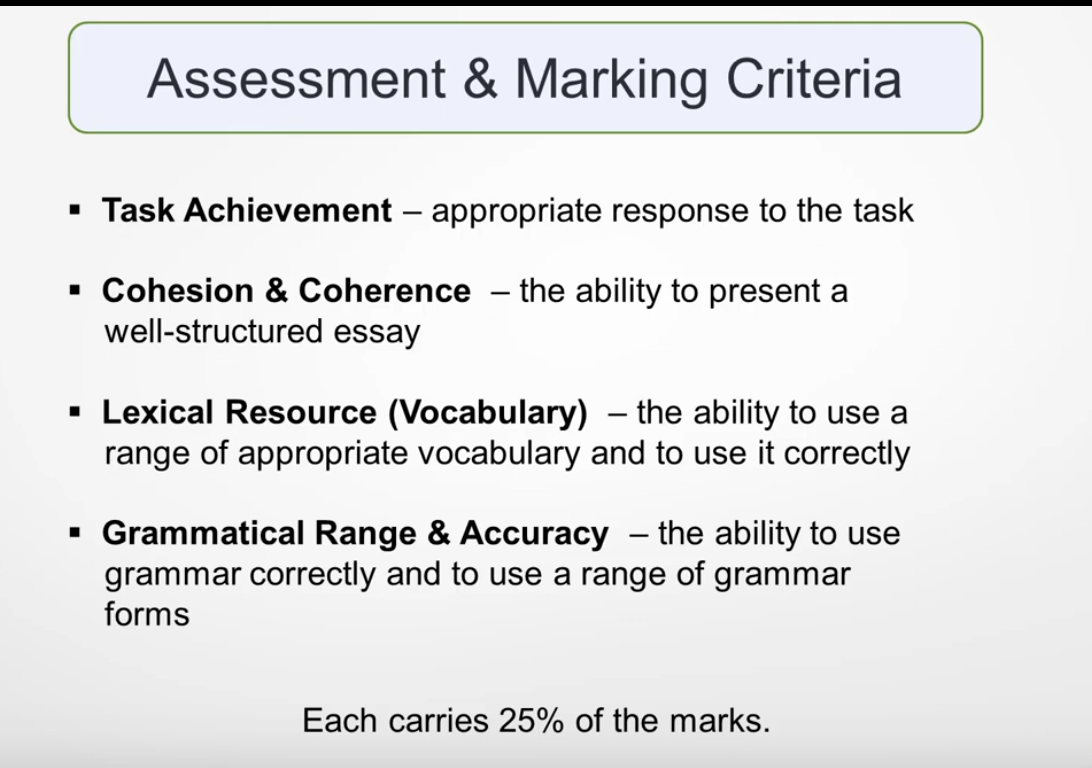 Assessment & Marking Criteria
▪ Task Achievement – appropriate response to the task
▪ Cohesion & Coherence – the ability to present a
well-structured essay
▪ Lexical Resource (Vocabulary) – the ability to use a
range of appropriate vocabulary and to use it correctly
▪ Grammatical Range & Accuracy – the ability to use
grammar correctly and to use a range of grammar
forms
Each carries 25% of the marks.